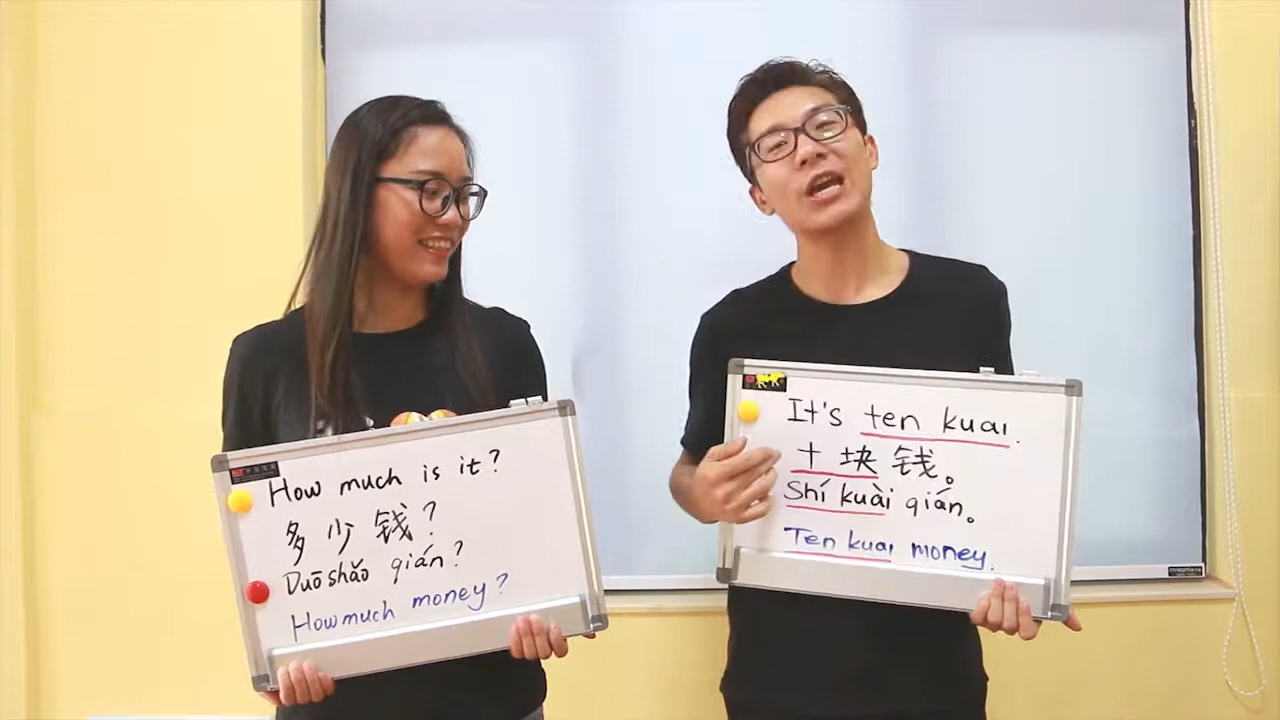 How much is it?
多少钱?
Duōshǎo qián?
How much money?
It's ten kuai.
十块钱。
Shí kuài qián。
Ten kuai money.